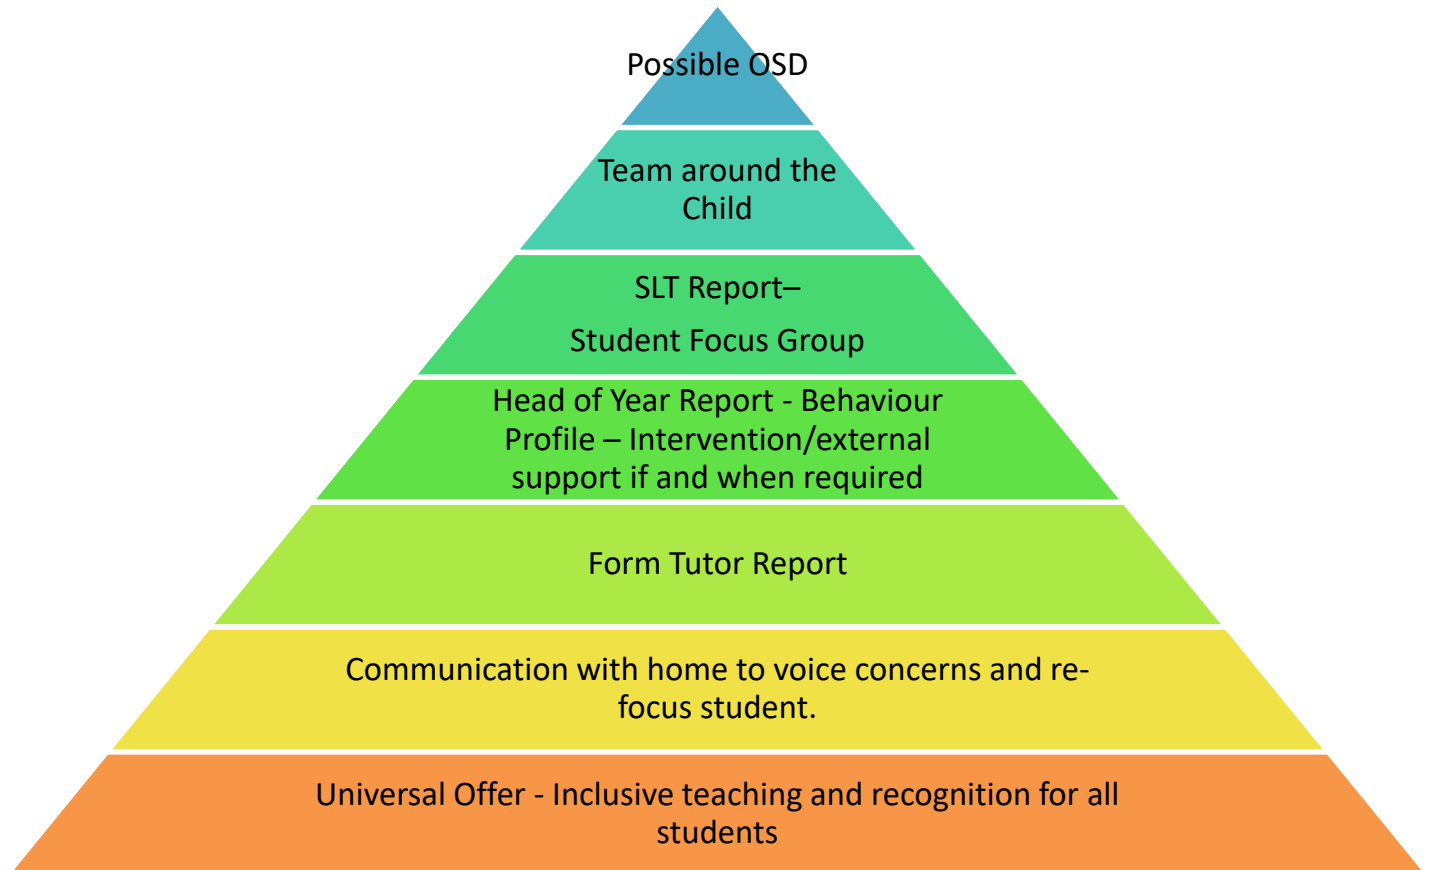 Possible OSD
Team around the
Child
SLT Report–
Student Focus Group
Head of Year Report - Behaviour
Profile – Intervention/external
support if and when required
Form Tutor Report
Communication with home to voice concerns and re-
focus student.
Universal Offer - Inclusive teaching and recognition for all
students